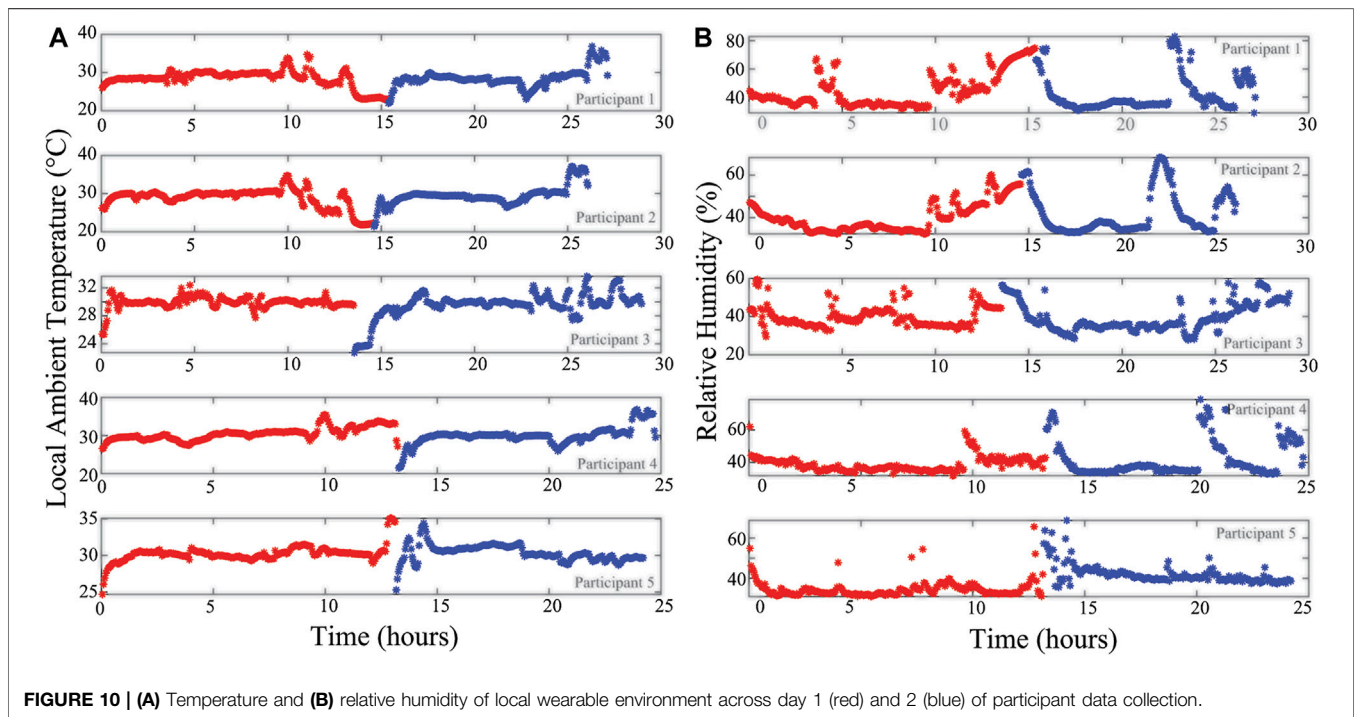 A
Local Ambient Temperature (°C)
40
30
20
Participant 1
0 5 10 15 20 25 30
40
30
20
Participant 2
0 5 10 15 20 25 30
32
28
24
Participant 3
0 5 10 15 20 25 30
40
30
20
Participant 4
0 5 10 15 20 25
35
30
25
Participant 5
0 5 10 15 20 25
Time (hours)
B
Relative Humidity (%)
80
60
40
Participant 1
0 5 10 15 20 25 30
60
40
Participant 2
0 5 10 15 20 25 30
60
40
20
Participant 3
0 5 10 15 20 25 30
60
40
Participant 4
0 5 10 15 20 25
60
40
Participant 5
0 5 10 15 20 25
Time (hours)
FIGURE 10 | (A) Temperature and (B) relative humidity of local wearable environment across day 1 (red) and 2 (blue) of participant data collection.